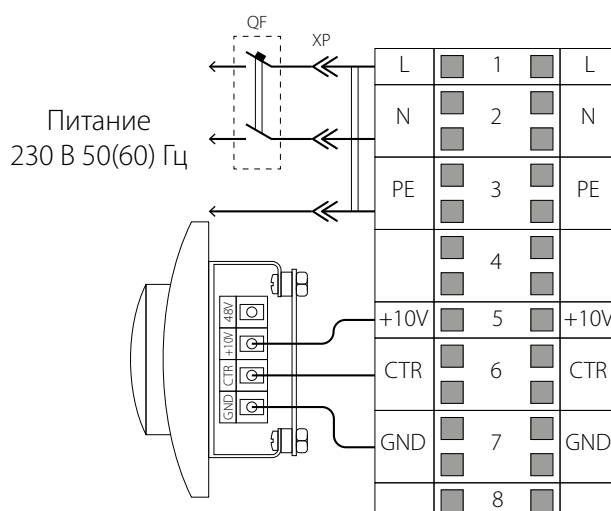 QF
XP
L 1 L
Питание
230 В 50(60) Гц
N 2 N
PE 3 PE
4
48V
+10V
CTR
GND
+10V 5 +10V
CTR 6 CTR
GND 7 GND
8